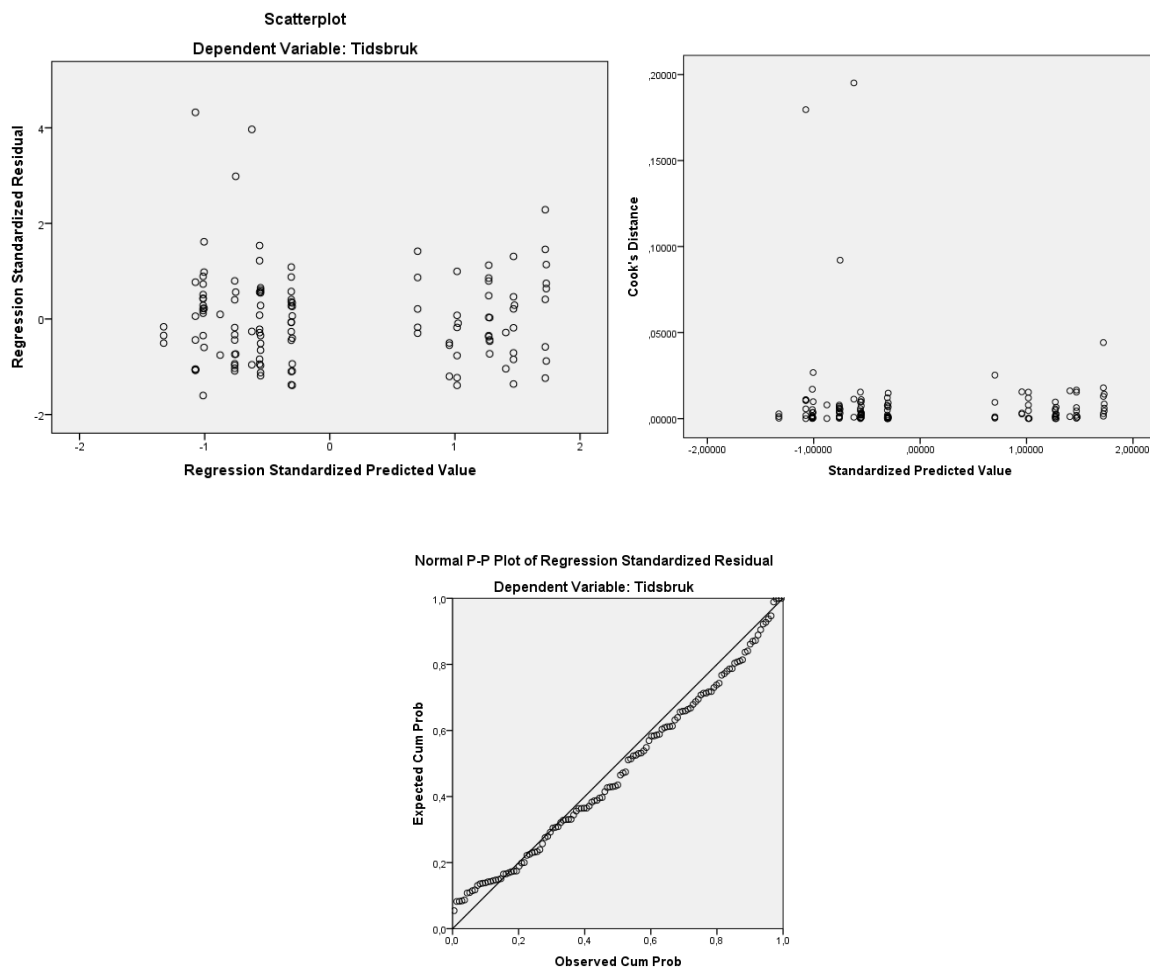 Scatterplot
Dependent Variable: Tidsbruk
Regression Standardized Residual
4
2
0
-2
-2 -1 0 1 2
Regression Standardized Predicted Value
Cook's Distance
,20000
,15000
,10000
,05000
,00000
-2,00000 -1,00000 ,00000 1,00000 2,00000
Standardized Predicted Value
Normal P-P Plot of Regression Standardized Residual
Dependent Variable: Tidsbruk
Expected Cum Prob
1,0
0,8
0,6
0,4
0,2
0,0
0,0 0,2 0,4 0,6 0,8 1,0
Observed Cum Prob